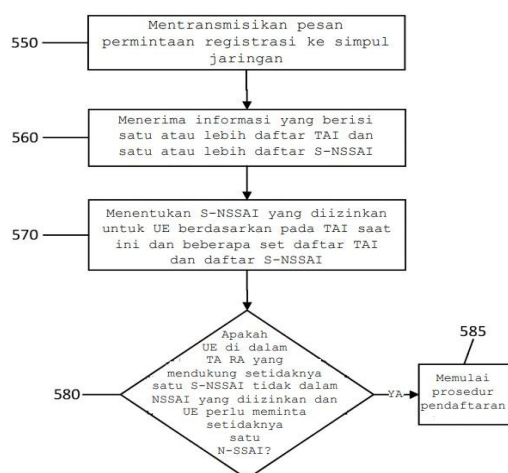 550
Mentransmisikan pesan
permintaan registrasi ke simpul
jaringan
560
Menerima informasi yang berisi
satu atau lebih daftar TAI dan
satu atau lebih daftar S-NSSAI
570
Menentukan S-NSSAI yang diizinkan
untuk UE berdasarkan pada TAI saat
ini dan beberapa set daftar TAI
dan daftar S-NSSAI
580
Apakah
UE di dalam
TA RA yang
mendukung setidaknya
satu S-NSSAI tidak dalam
NSSAI yang diizinkan dan
UE perlu meminta
setidaknya
satu
N-SSAI?
YA
585
Memulai
prosedur
pendaftaran